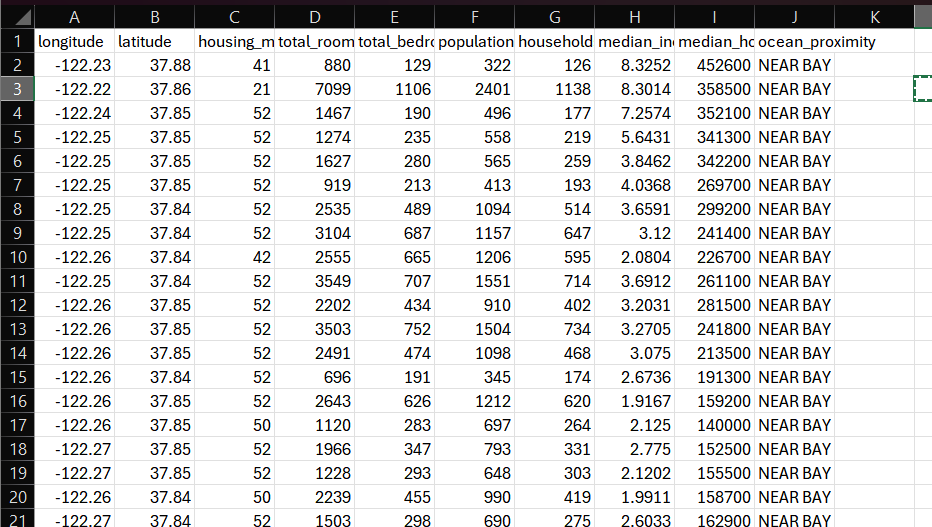 A B C D E F G H I J K
1 longitude latitude housing_m total_room total_bedro population household median_in median_ho ocean_proximity
2 -122.23 37.88 41 880 129 322 126 8.3252 452600 NEAR BAY
3 -122.22 37.86 21 7099 1106 2401 1138 8.3014 358500 NEAR BAY
4 -122.24 37.85 52 1467 190 496 177 7.2574 352100 NEAR BAY
5 -122.25 37.85 52 1274 235 558 219 5.6431 341300 NEAR BAY
6 -122.25 37.85 52 1627 280 565 259 3.8462 342200 NEAR BAY
7 -122.25 37.85 52 919 213 413 193 4.0368 269700 NEAR BAY
8 -122.25 37.84 52 2535 489 1094 514 3.6591 299200 NEAR BAY
9 -122.25 37.84 52 3104 687 1157 647 3.12 241400 NEAR BAY
10 -122.26 37.84 42 2555 665 1206 595 2.0804 226700 NEAR BAY
11 -122.25 37.84 52 3549 707 1551 714 3.6912 261100 NEAR BAY
12 -122.26 37.85 52 2202 434 910 402 3.2031 281500 NEAR BAY
13 -122.26 37.85 52 3503 752 1504 734 3.2705 241800 NEAR BAY
14 -122.26 37.85 52 2491 474 1098 468 3.075 213500 NEAR BAY
15 -122.26 37.84 52 696 191 345 174 2.6736 191300 NEAR BAY
16 -122.26 37.85 52 2643 626 1212 620 1.9167 159200 NEAR BAY
17 -122.26 37.85 50 1120 283 697 264 2.125 140000 NEAR BAY
18 -122.27 37.85 52 1966 347 793 331 2.775 152500 NEAR BAY
19 -122.27 37.85 52 1228 293 648 303 2.1202 155500 NEAR BAY
20 -122.26 37.84 50 2239 455 990 419 1.9911 158700 NEAR BAY
21 -122.27 37.84 52 1503 298 690 275 2.6033 162900 NEAR BAY